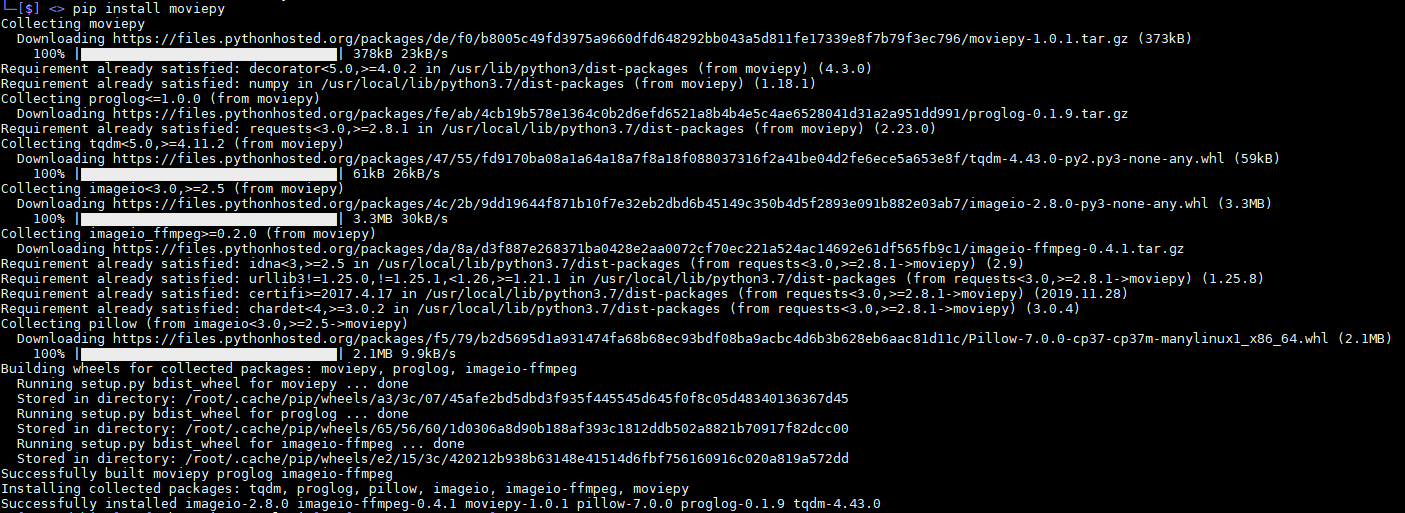 └─[$] <> pip install moviepy
Collecting moviepy
  Downloading https://files.pythonhosted.org/packages/de/f0/b8005c49fd3975a9660dfd648292bb043a5d811fe17339e8f7b79f3ec796/moviepy-1.0.1.tar.gz (373kB)
    100% |████████████████████████████████| 378kB 23kB/s
Requirement already satisfied: decorator<5.0,>=4.0.2 in /usr/lib/python3/dist-packages (from moviepy) (4.3.0)
Requirement already satisfied: numpy in /usr/local/lib/python3.7/dist-packages (from moviepy) (1.18.1)
Collecting proglog<=1.0.0 (from moviepy)
  Downloading https://files.pythonhosted.org/packages/fe/ab/4cb19b578e1364c0b2d6efd6521a8b4b4e5c4ae6528041d31a2a951dd991/proglog-0.1.9.tar.gz
Requirement already satisfied: requests<3.0,>=2.8.1 in /usr/local/lib/python3.7/dist-packages (from moviepy) (2.23.0)
Collecting tqdm<5.0,>=4.11.2 (from moviepy)
  Downloading https://files.pythonhosted.org/packages/47/55/fd9170ba08a1a64a18a7f8a18f088037316f2a41be04d2fe6ece5a653e8f/tqdm-4.43.0-py2.py3-none-any.whl (59kB)
    100% |████████████████████████████████| 61kB 26kB/s
Collecting imageio<3.0,>=2.5 (from moviepy)
  Downloading https://files.pythonhosted.org/packages/4c/2b/9dd19644f871b10f7e32eb2dbd6b45149c350b4d5f2893e091b882e03ab7/imageio-2.8.0-py3-none-any.whl (3.3MB)
    100% |████████████████████████████████| 3.3MB 30kB/s
Collecting imageio_ffmpeg>=0.2.0 (from moviepy)
  Downloading https://files.pythonhosted.org/packages/da/8a/d3f887e268371ba0428e2aa0072cf70ec221a524ac14692e61df565fb9c1/imageio-ffmpeg-0.4.1.tar.gz
Requirement already satisfied: idna<3,>=2.5 in /usr/local/lib/python3.7/dist-packages (from requests<3.0,>=2.8.1->moviepy) (2.9)
Requirement already satisfied: urllib3!=1.25.0,!=1.25.1,<1.26,>=1.21.1 in /usr/local/lib/python3.7/dist-packages (from requests<3.0,>=2.8.1->moviepy) (1.25.8)
Requirement already satisfied: certifi>=2017.4.17 in /usr/local/lib/python3.7/dist-packages (from requests<3.0,>=2.8.1->moviepy) (2019.11.28)
Requirement already satisfied: chardet<4,>=3.0.2 in /usr/local/lib/python3.7/dist-packages (from requests<3.0,>=2.8.1->moviepy) (3.0.4)
Collecting pillow (from imageio<3.0,>=2.5->moviepy)
  Downloading https://files.pythonhosted.org/packages/f5/79/b2d5695d1a931474fa68b68ec93bdf08ba9acbc4d6b3b628eb6aac81d11c/Pillow-7.0.0-cp37-cp37m-manylinux1_x86_64.whl (2.1MB)
    100% |████████████████████████████████| 2.1MB 9.9kB/s
Building wheels for collected packages: moviepy, proglog, imageio-ffmpeg
  Running setup.py bdist_wheel for moviepy ... done
  Stored in directory: /root/.cache/pip/wheels/a3/3c/07/45afe2bd5dbd3f935f445545d645f0f8c05d48340136367d45
  Running setup.py bdist_wheel for proglog ... done
  Stored in directory: /root/.cache/pip/wheels/65/56/60/1d0306a8d90b188af393c1812ddb502a8821b70917f82dcc00
  Running setup.py bdist_wheel for imageio-ffmpeg ... done
  Stored in directory: /root/.cache/pip/wheels/e2/15/3c/420212b938b63148e41514d6fbf756160916c020a819a572dd
Successfully built moviepy proglog imageio-ffmpeg
Installing collected packages: tqdm, proglog, pillow, imageio, imageio-ffmpeg, moviepy
Successfully installed imageio-2.8.0 imageio-ffmpeg-0.4.1 moviepy-1.0.1 pillow-7.0.0 proglog-0.1.9 tqdm-4.43.0